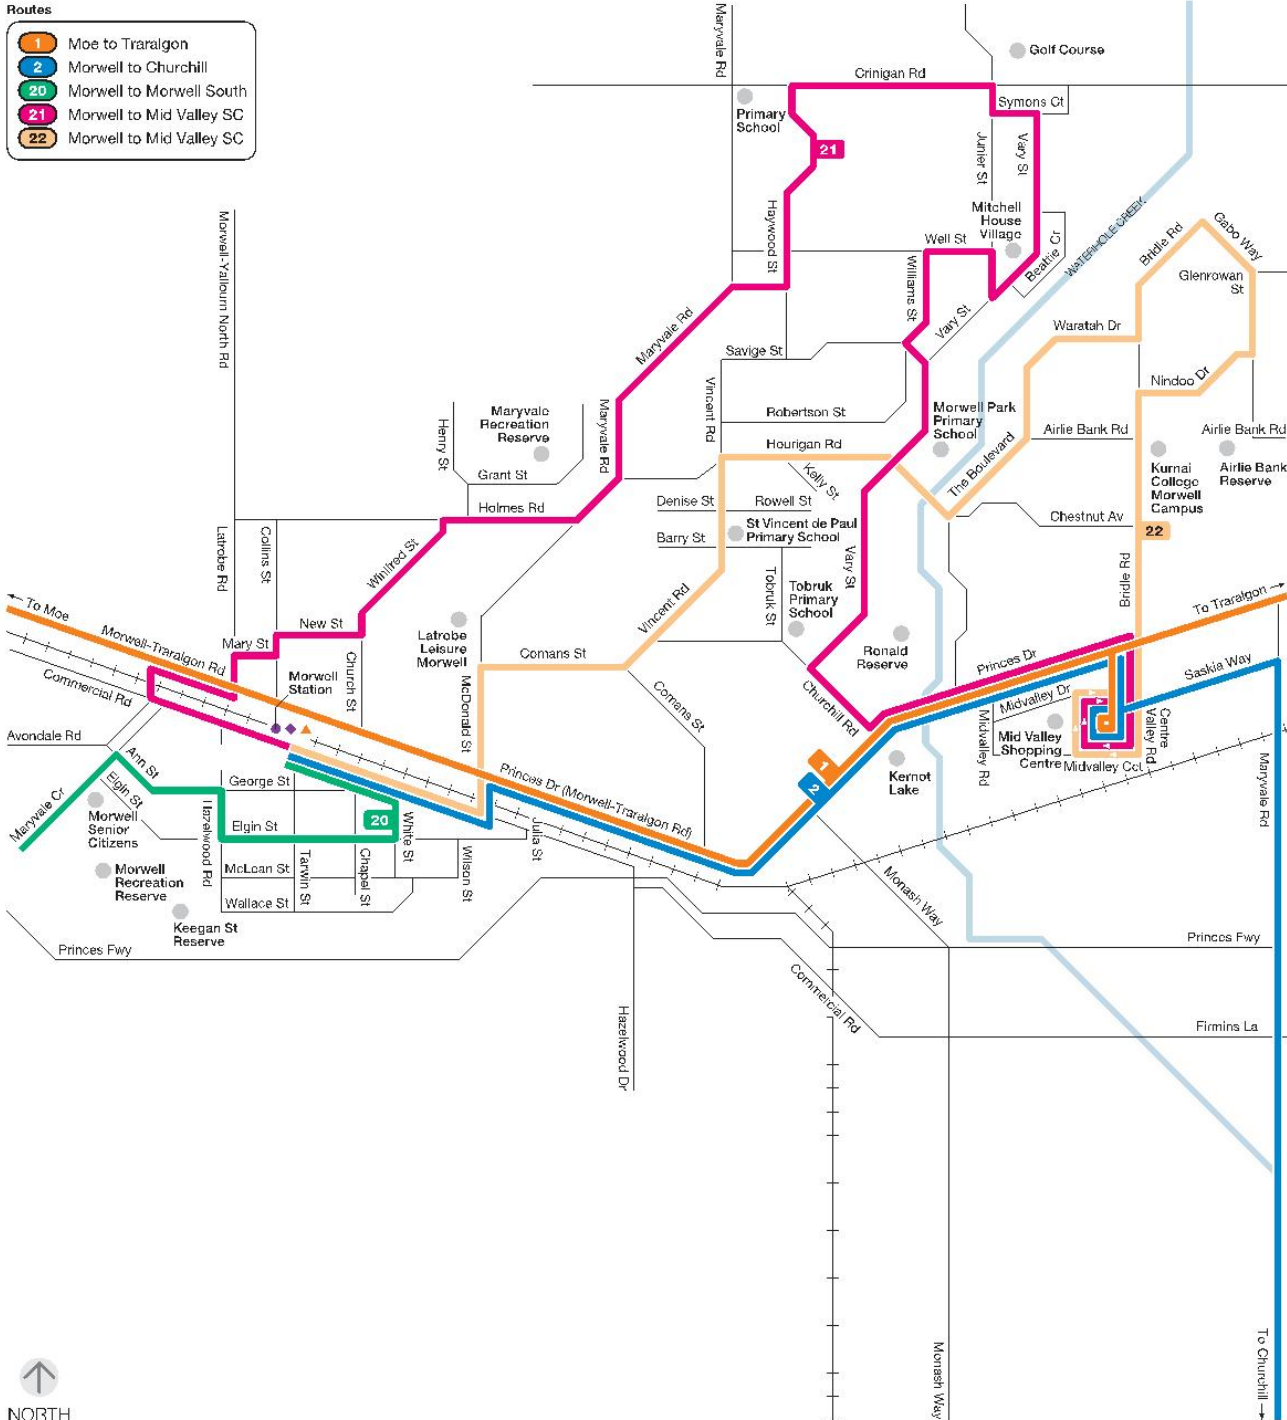 Routes
1 Moe to Traralgon
2 Morwell to Churchill
20 Morwell to Morwell South
21 Morwell to Mid Valley SC
22 Morwell to Mid Valley SC
Maryvale Rd
Golf Course
Crinigan Rd
Primary
School
Symons Ct
21
Junier St
Vary St
Mitchell
House
Village
Haywood St
Well St
Beattie Cr
WATERHOLE CREEK
Bridle Rd
Gabo Way
Glenrowan
St
Morwell-Yallourn North Rd
Williams St
Vary St
Maryvale Rd
Waratah Dr
Savige St
Nindoo Dr
Vincent Rd
Maryvale
Recreation
Reserve
Maryvale Rd
Robertson St
Morwell Park
Primary
School
Henry St
Hourigan Rd
Airlie Bank Rd
Airlie Bank Rd
Kelly St
The Boulevard
Kurnai
College
Morwell
Campus
Airlie Bank
Reserve
Grant St
Holmes Rd
Denise St
Rowell St
Chestnut Av
St Vincent de Paul
Primary School
Barry St
22
Latrobe Rd
Collins St
Winifred St
Vary St
Bridle Rd
Tobruk St
Tobruk
Primary
School
Vincent Rd
To Moe
To Traralgon
Morwell-Traralgon Rd
New St
Mary St
Latrobe
Leisure
Morwell
Ronald
Reserve
Comans St
Princes Dr
Saskia Way
Commercial Rd
Morwell
Station
Church St
McDonald St
Comans St
Churchill Rd
Midvalley Dr
Midvalley Rd
Mid Valley
Shopping
Centre
Centre
Valley Rd
Midvalley Cct
Avondale Rd
Ann St
Elgin St
George St
Princes Dr (Morwell-Traralgon Rd)
1
2
Kernot
Lake
Maryvale Rd
Maryvale Cr
Morwell
Senior
Citizens
Hazelwood Rd
Elgin St
20
White St
Julia St
McLean St
Tarwin St
Chapel St
Wilson St
Morwell
Recreation
Reserve
Wallace St
Monash Way
Keegan St
Reserve
Princes Fwy
Princes Fwy
Commercial Rd
Hazelwood Dr
Firmins La
Monash Way
To Churchill
NORTH